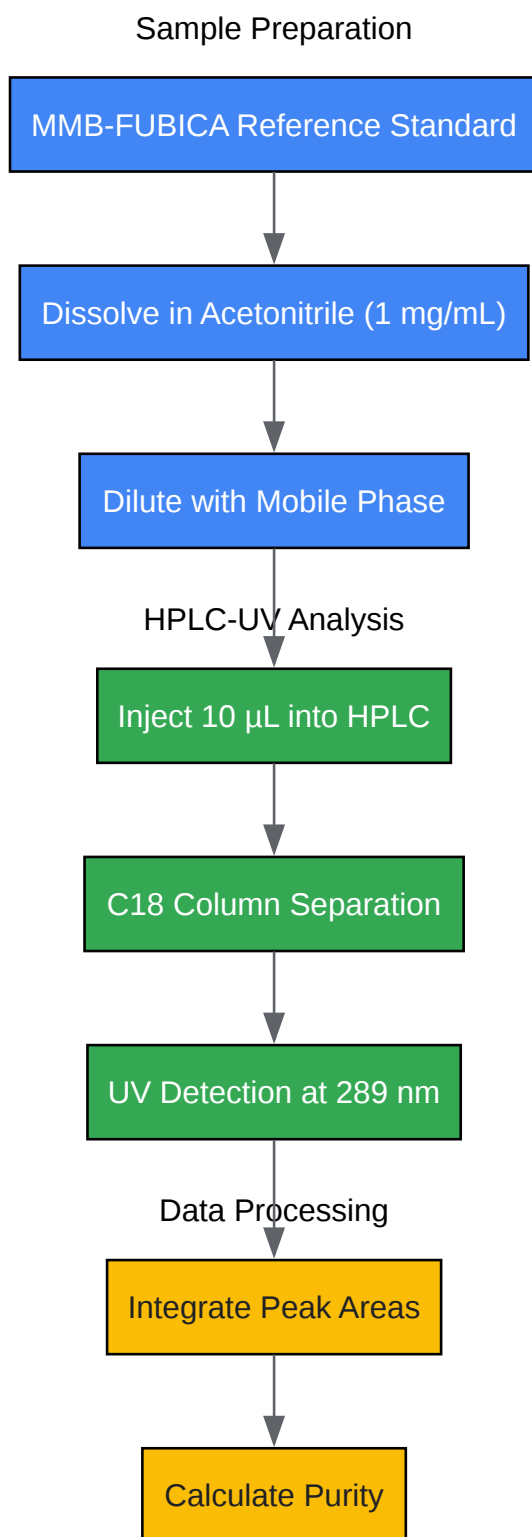 Sample Preparation
MMB-FUBICA Reference Standard
Dissolve in Acetonitrile (1 mg/mL)
Dilute with Mobile Phase
HPLC-UV Analysis
Inject 10 µL into HPLC
C18 Column Separation
UV Detection at 289 nm
Data Processing
Integrate Peak Areas
Calculate Purity